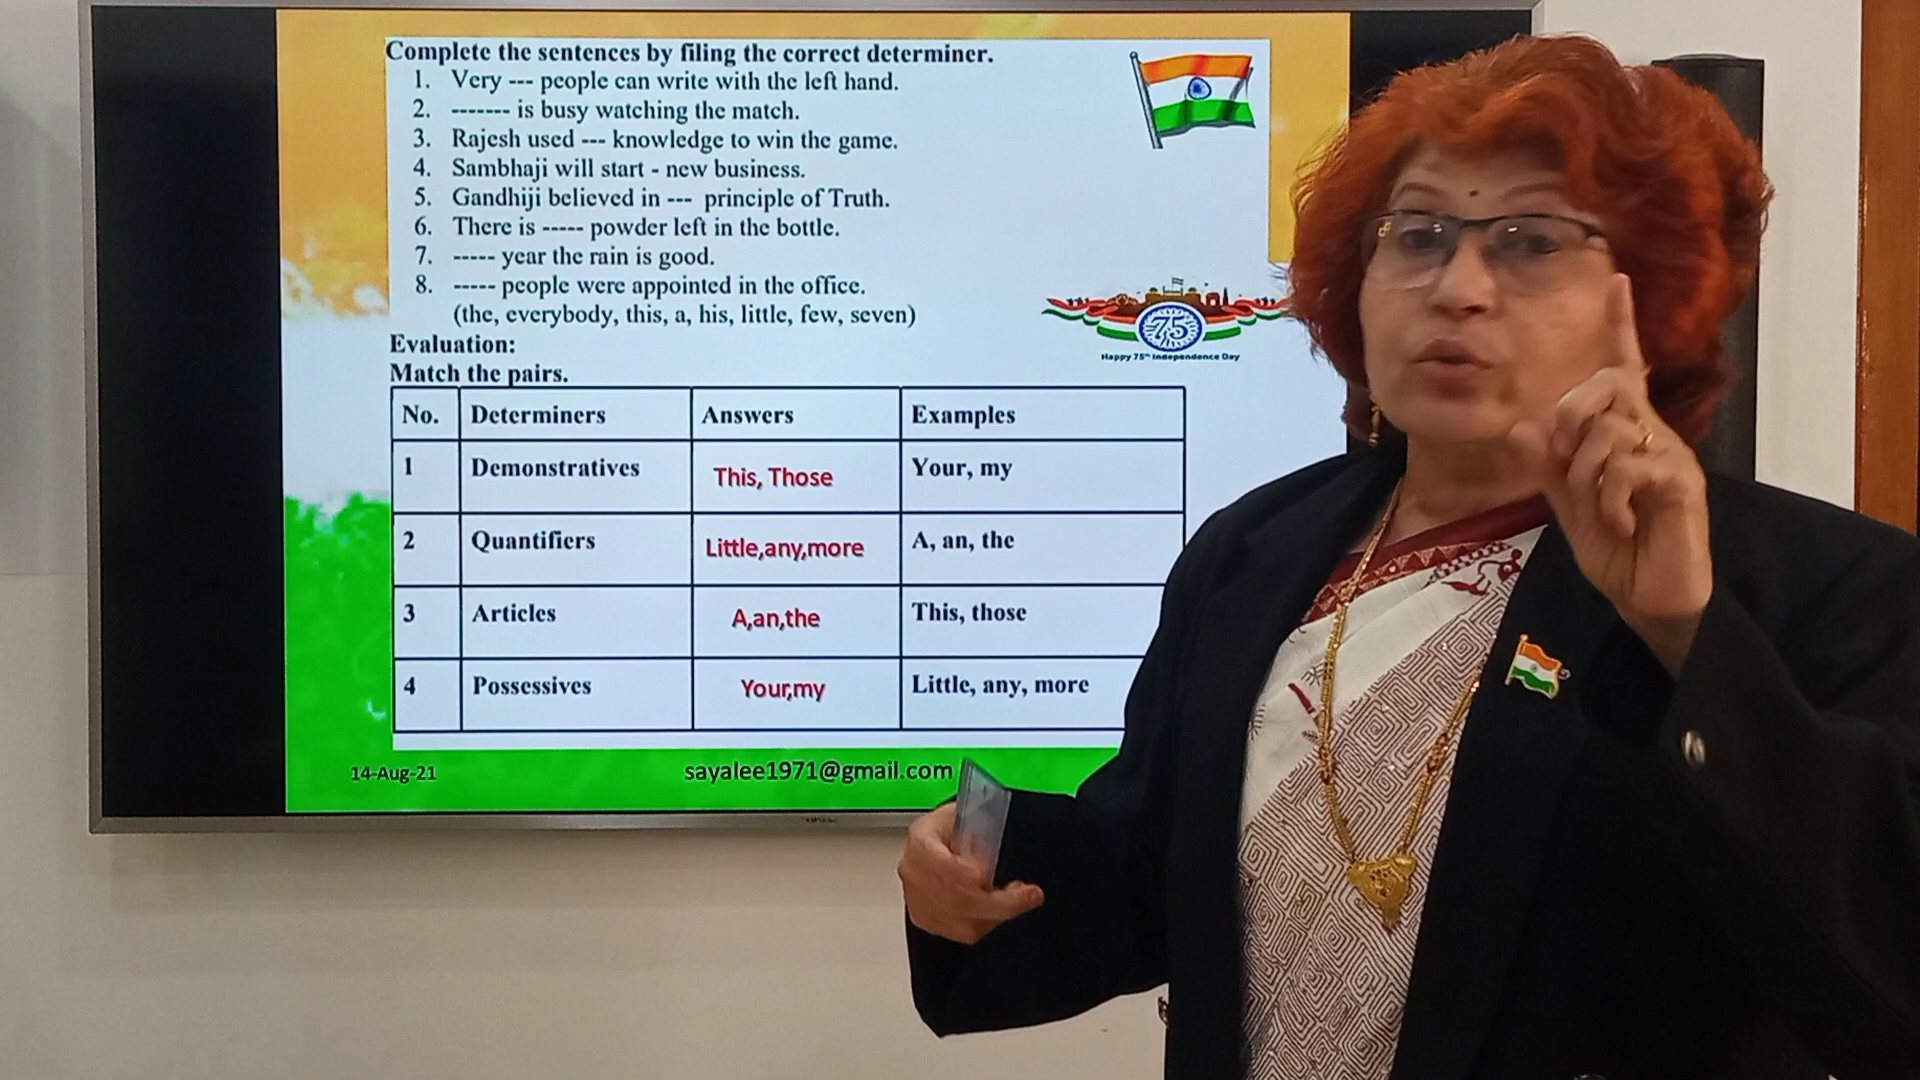 Complete the sentences by filing the correct determiner.
1. Very --- people can write with the left hand.
2. ------- is busy watching the match.
3. Rajesh used --- knowledge to win the game.
4. Sambhaji will start - new business.
5. Gandhiji believed in --- principle of Truth.
6. There is ----- powder left in the bottle.
7. ----- year the rain is good.
8. ----- people were appointed in the office.
(the, everybody, this, a, his, little, few, seven)
75
Happy 75th Independence Day
Evaluation:
Match the pairs.
No. Determiners Answers Examples
1 Demonstratives This, Those Your, my
2 Quantifiers Little,any,more A, an, the
3 Articles A,an,the This, those
4 Possessives Your,my Little, any, more
14-Aug-21 sayalee1971@gmail.com